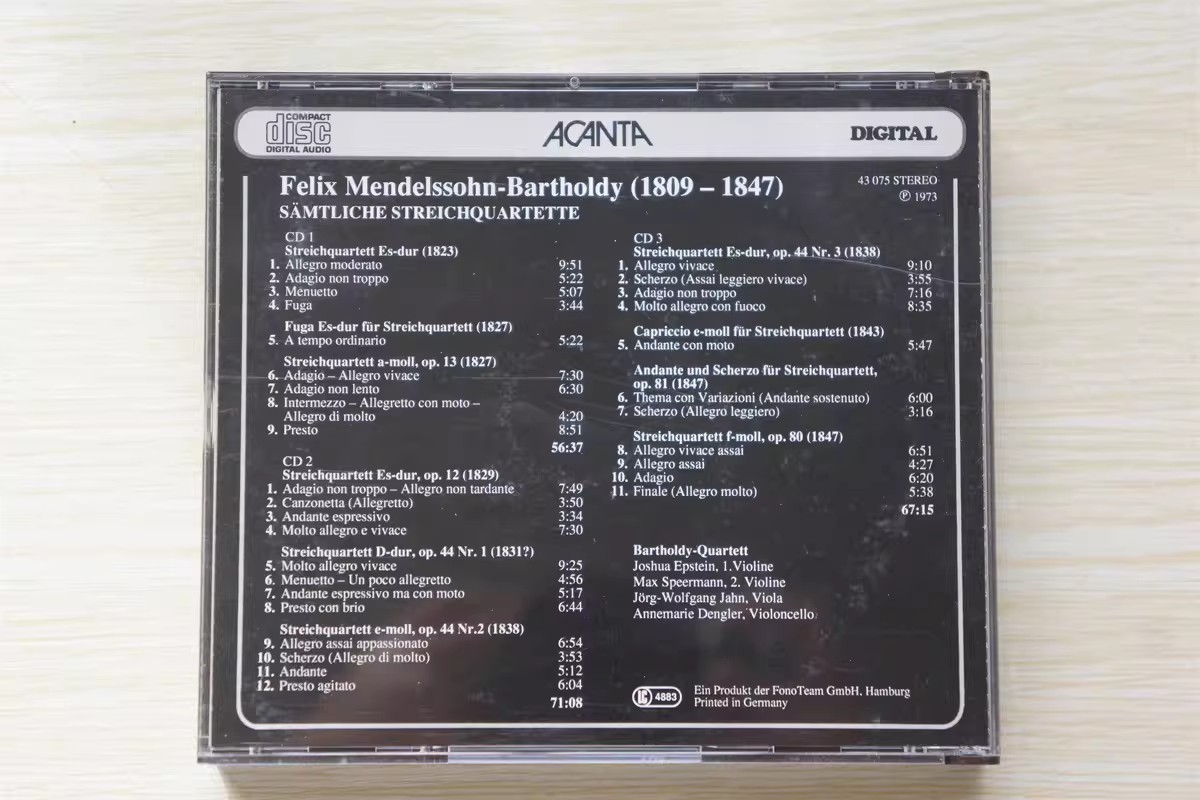 COMPACT
disc
DIGITAL AUDIO
ACANTA
DIGITAL
Felix Mendelssohn-Bartholdy (1809 – 1847)
43 075 STEREO
℗ 1973
SÄMTLICHE STREICHQUARTETTE
CD 1
Streichquartett Es-dur (1823)
1. Allegro moderato 9:51
2. Adagio non troppo 5:22
3. Menuetto 5:07
4. Fuga 3:44
Fuga Es-dur für Streichquartett (1827)
5. A tempo ordinario 5:22
Streichquartett a-moll, op. 13 (1827)
6. Adagio – Allegro vivace 7:30
7. Adagio non lento 6:30
8. Intermezzo – Allegretto con moto –
Allegro di molto 4:20
9. Presto 8:51
56:37
CD 2
Streichquartett Es-dur, op. 12 (1829)
1. Adagio non troppo – Allegro non tardante 7:49
2. Canzonetta (Allegretto) 3:50
3. Andante espressivo 3:34
4. Molto allegro e vivace 7:30
Streichquartett D-dur, op. 44 Nr. 1 (1831?)
5. Molto allegro vivace 9:25
6. Menuetto – Un poco allegretto 4:56
7. Andante espressivo ma con moto 5:17
8. Presto con brio 6:44
Streichquartett e-moll, op. 44 Nr.2 (1838)
9. Allegro assai appassionato 6:54
10. Scherzo (Allegro di molto) 3:53
11. Andante 5:12
12. Presto agitato 6:04
71:08
CD 3
Streichquartett Es-dur, op. 44 Nr. 3 (1838)
1. Allegro vivace 9:10
2. Scherzo (Assai leggiero vivace) 3:55
3. Adagio non troppo 7:16
4. Molto allegro con fuoco 8:35
Capriccio e-moll für Streichquartett (1843)
5. Andante con moto 5:47
Andante und Scherzo für Streichquartett,
op. 81 (1847)
6. Thema con Variazioni (Andante sostenuto) 6:00
7. Scherzo (Allegro leggiero) 3:16
Streichquartett f-moll, op. 80 (1847)
8. Allegro vivace assai 6:51
9. Allegro assai 4:27
10. Adagio 6:20
11. Finale (Allegro molto) 5:38
67:15
Bartholdy-Quartett
Joshua Epstein, 1.Violine
Max Speermann, 2. Violine
Jörg-Wolfgang Jahn, Viola
Annemarie Dengler, Violoncello
LC 4883
Ein Produkt der FonoTeam GmbH, Hamburg
Printed in Germany